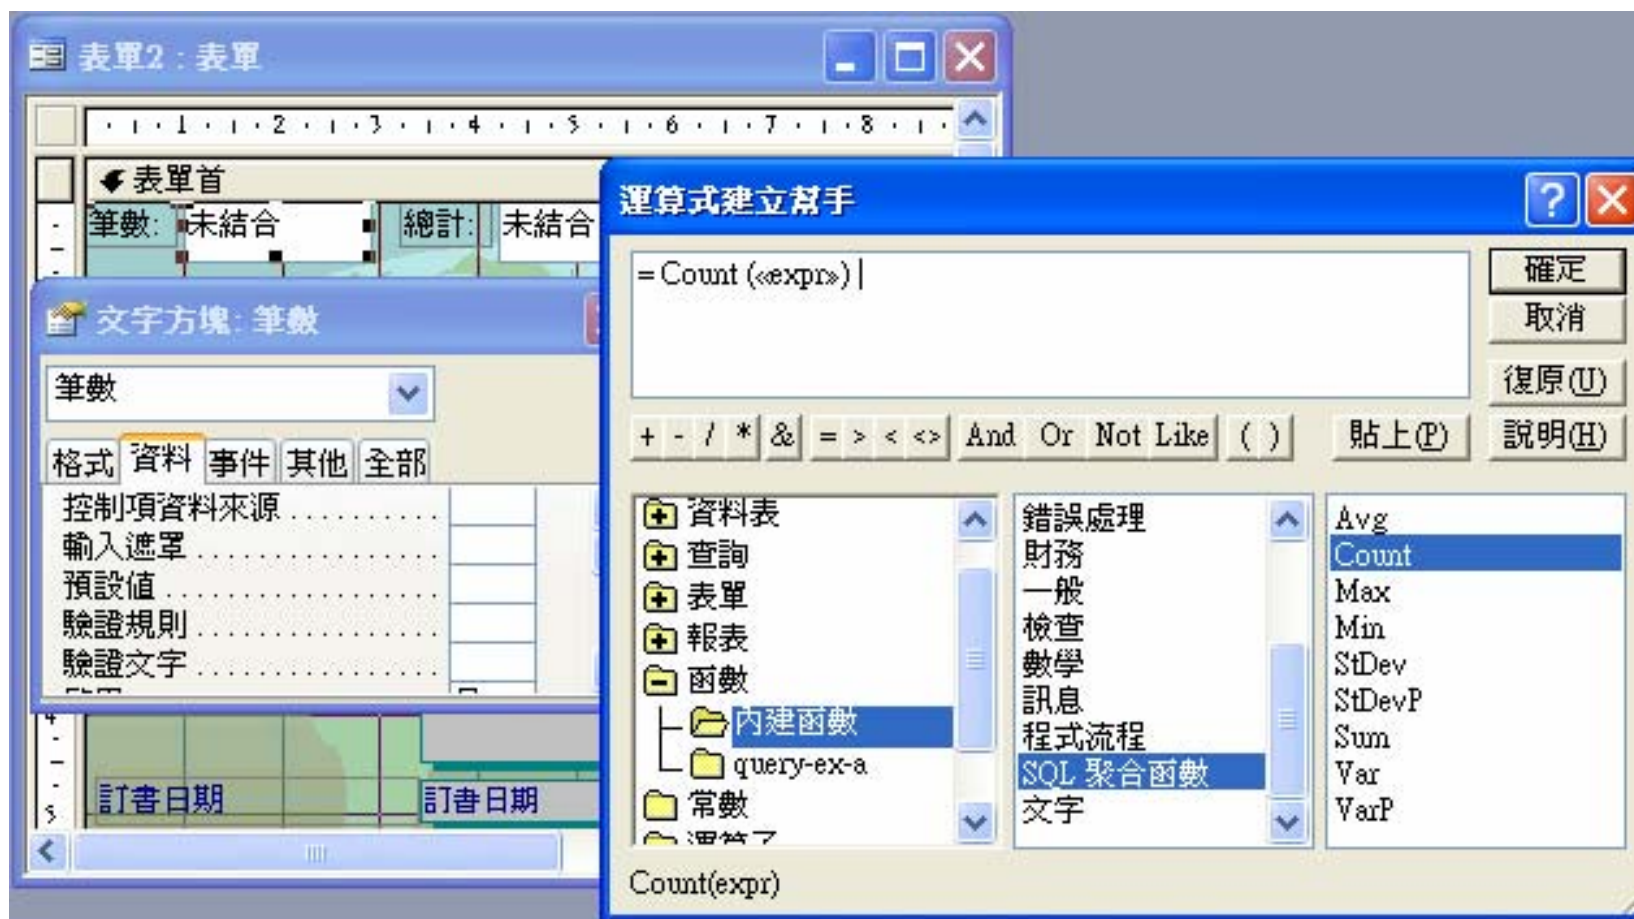 表單2 : 表單
1 2 3 4 5 6 7 8
表單首
筆數: 未結合 總計: 未結合
文字方塊: 筆數
筆數
格式 資料 事件 其他 全部
控制項資料來源 ..........
輸入遮罩 ................
預設值 ..................
驗證規則 ................
驗證文字 ................
4
5
訂書日期 訂書日期
運算式建立幫手
= Count («expr»)
確定
取消
復原(U)
+ - / * & = > < <> And Or Not Like ( ) 貼上(P) 說明(H)
資料表
查詢
表單
報表
函數
內建函數
query-ex-a
常數
錯誤處理
財務
一般
檢查
數學
訊息
程式流程
SQL 聚合函數
文字
Avg
Count
Max
Min
StDev
StDevP
Sum
Var
VarP
Count(expr)